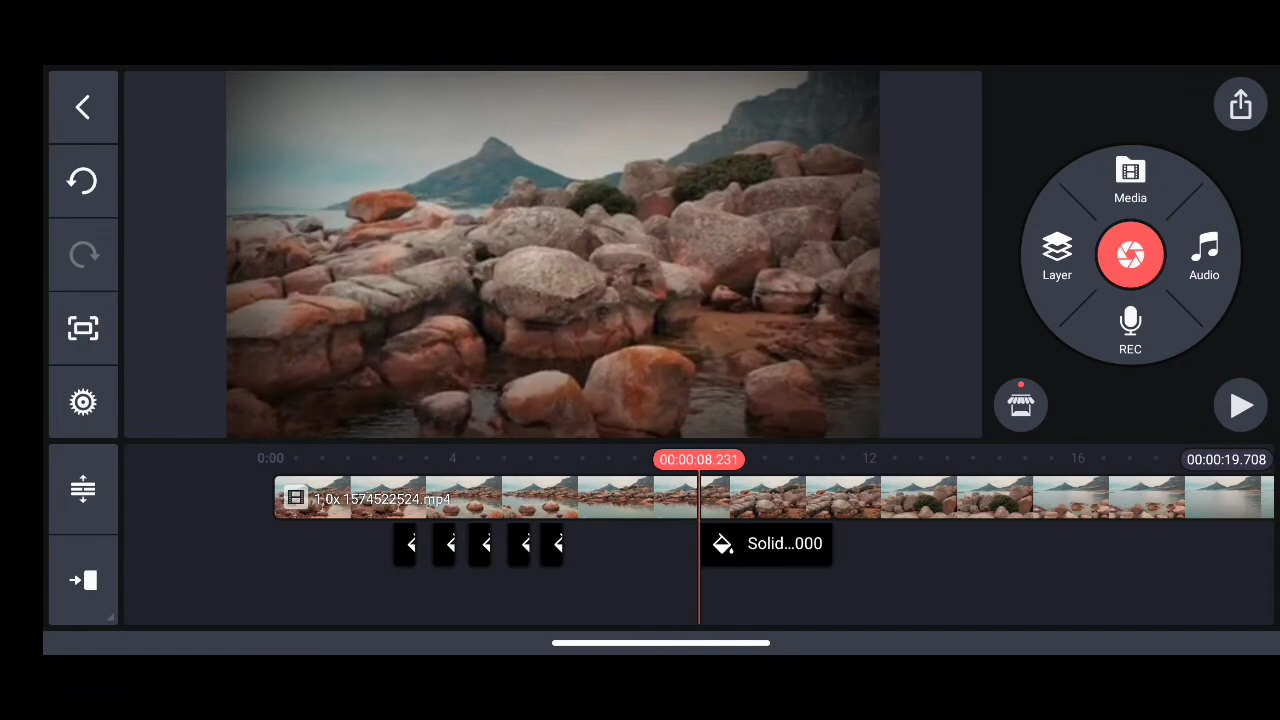 Media
Layer
Audio
REC
0:00
4
00:00:08.231
12
16
00:00:19.708
1.0x 1574522524.mp4
Solid...000